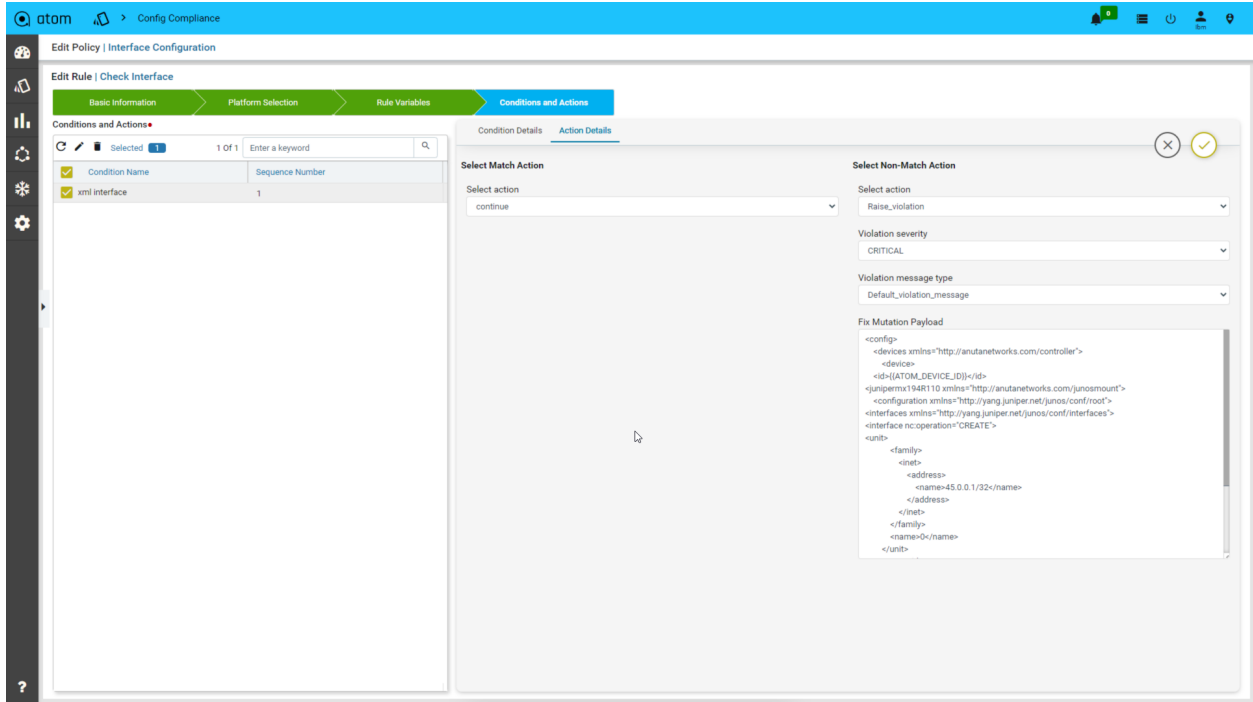 atom > Config Compliance
0
ibm
Edit Policy | Interface Configuration
Edit Rule | Check Interface
Basic Information
Platform Selection
Rule Variables
Conditions and Actions
Conditions and Actions
Selected 1
1 Of 1
Enter a keyword
Condition Name
Sequence Number
xml interface
1
Condition Details
Action Details
Select Match Action
Select action
continue
Select Non-Match Action
Select action
Raise_violation
Violation severity
CRITICAL
Violation message type
Default_violation_message
Fix Mutation Payload
<config>
<devices xmlns="http://anutanetworks.com/controller">
<device>
<id>{{ATOM_DEVICE_ID}}</id>
<junipermx194R110 xmlns="http://anutanetworks.com/junosmount">
<configuration xmlns="http://yang.juniper.net/junos/conf/root">
<interfaces xmlns="http://yang.juniper.net/junos/conf/interfaces">
<interface nc:operation="CREATE">
<unit>
<family>
<inet>
<address>
<name>45.0.0.1/32</name>
</address>
</inet>
</family>
<name>0</name>
</unit>
?